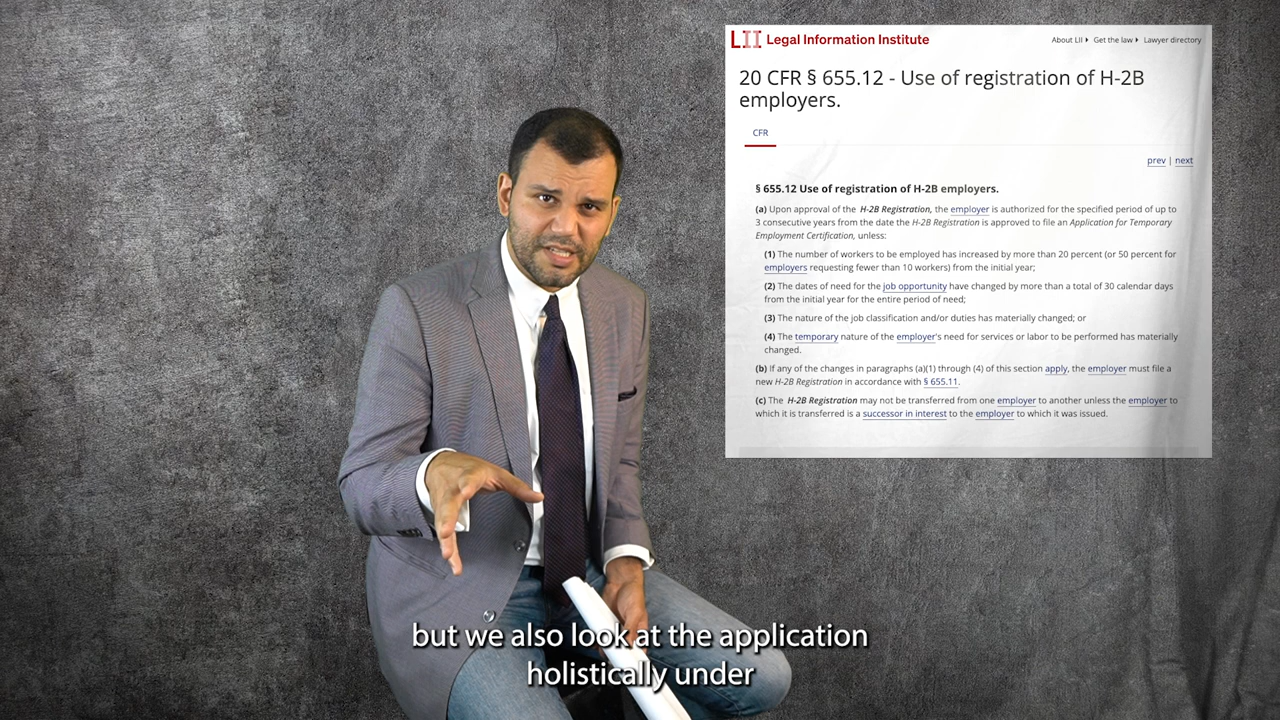 LII Legal Information Institute
About LII Get the law Lawyer directory
20 CFR § 655.12 - Use of registration of H-2B
employers.
CFR
prev | next
§ 655.12 Use of registration of H-2B employers.
(a) Upon approval of the H-2B Registration, the employer is authorized for the specified period of up to
3 consecutive years from the date the H-2B Registration is approved to file an Application for Temporary
Employment Certification, unless:
(1) The number of workers to be employed has increased by more than 20 percent (or 50 percent for
employers requesting fewer than 10 workers) from the initial year;
(2) The dates of need for the job opportunity have changed by more than a total of 30 calendar days
from the initial year for the entire period of need;
(3) The nature of the job classification and/or duties has materially changed; or
(4) The temporary nature of the employer's need for services or labor to be performed has materially
changed.
(b) If any of the changes in paragraphs (a)(1) through (4) of this section apply, the employer must file a
new H-2B Registration in accordance with § 655.11.
(c) The H-2B Registration may not be transferred from one employer to another unless the employer to
which it is transferred is a successor in interest to the employer to which it was issued.
but we also look at the application
holistically under